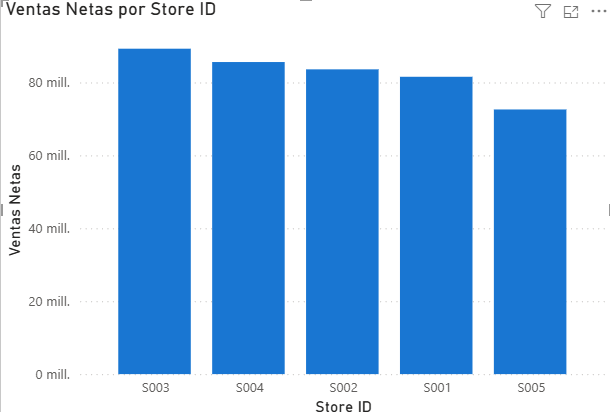 Ventas Netas por Store ID
80 mill.
60 mill.
40 mill.
20 mill.
0 mill.
Ventas Netas
S003 S004 S002 S001 S005
Store ID